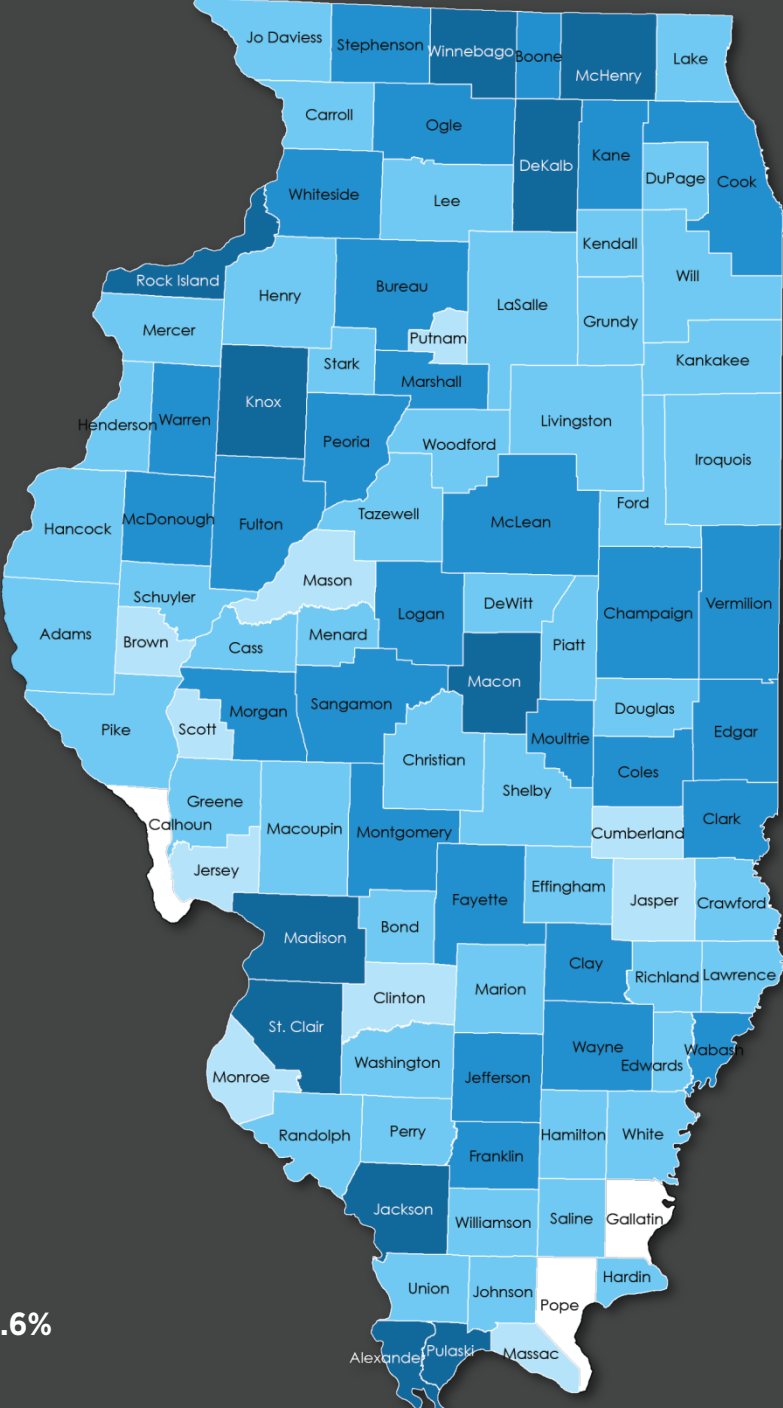 Jo Daviess
Stephenson
Winnebago
Boone
McHenry
Lake
Carroll
Ogle
DeKalb
Kane
DuPage
Cook
Whiteside
Lee
Kendall
Will
Rock Island
Henry
Bureau
LaSalle
Grundy
Mercer
Putnam
Kankakee
Stark
Marshall
Knox
Henderson
Warren
Peoria
Woodford
Livingston
Iroquois
Hancock
McDonough
Fulton
Tazewell
McLean
Ford
Mason
Schuyler
Logan
DeWitt
Champaign
Vermilion
Adams
Brown
Cass
Menard
Piatt
Macon
Pike
Scott
Morgan
Sangamon
Douglas
Moultrie
Edgar
Christian
Coles
Shelby
Greene
Calhoun
Macoupin
Montgomery
Cumberland
Clark
Jersey
Fayette
Effingham
Jasper
Crawford
Madison
Bond
Clay
Richland
Lawrence
Clinton
Marion
St. Clair
Wayne
Wabash
Edwards
Washington
Monroe
Jefferson
Randolph
Perry
Hamilton
White
Franklin
Jackson
Williamson
Saline
Gallatin
Union
Johnson
Hardin
Pope
.6%
Alexander
Pulaski
Massac